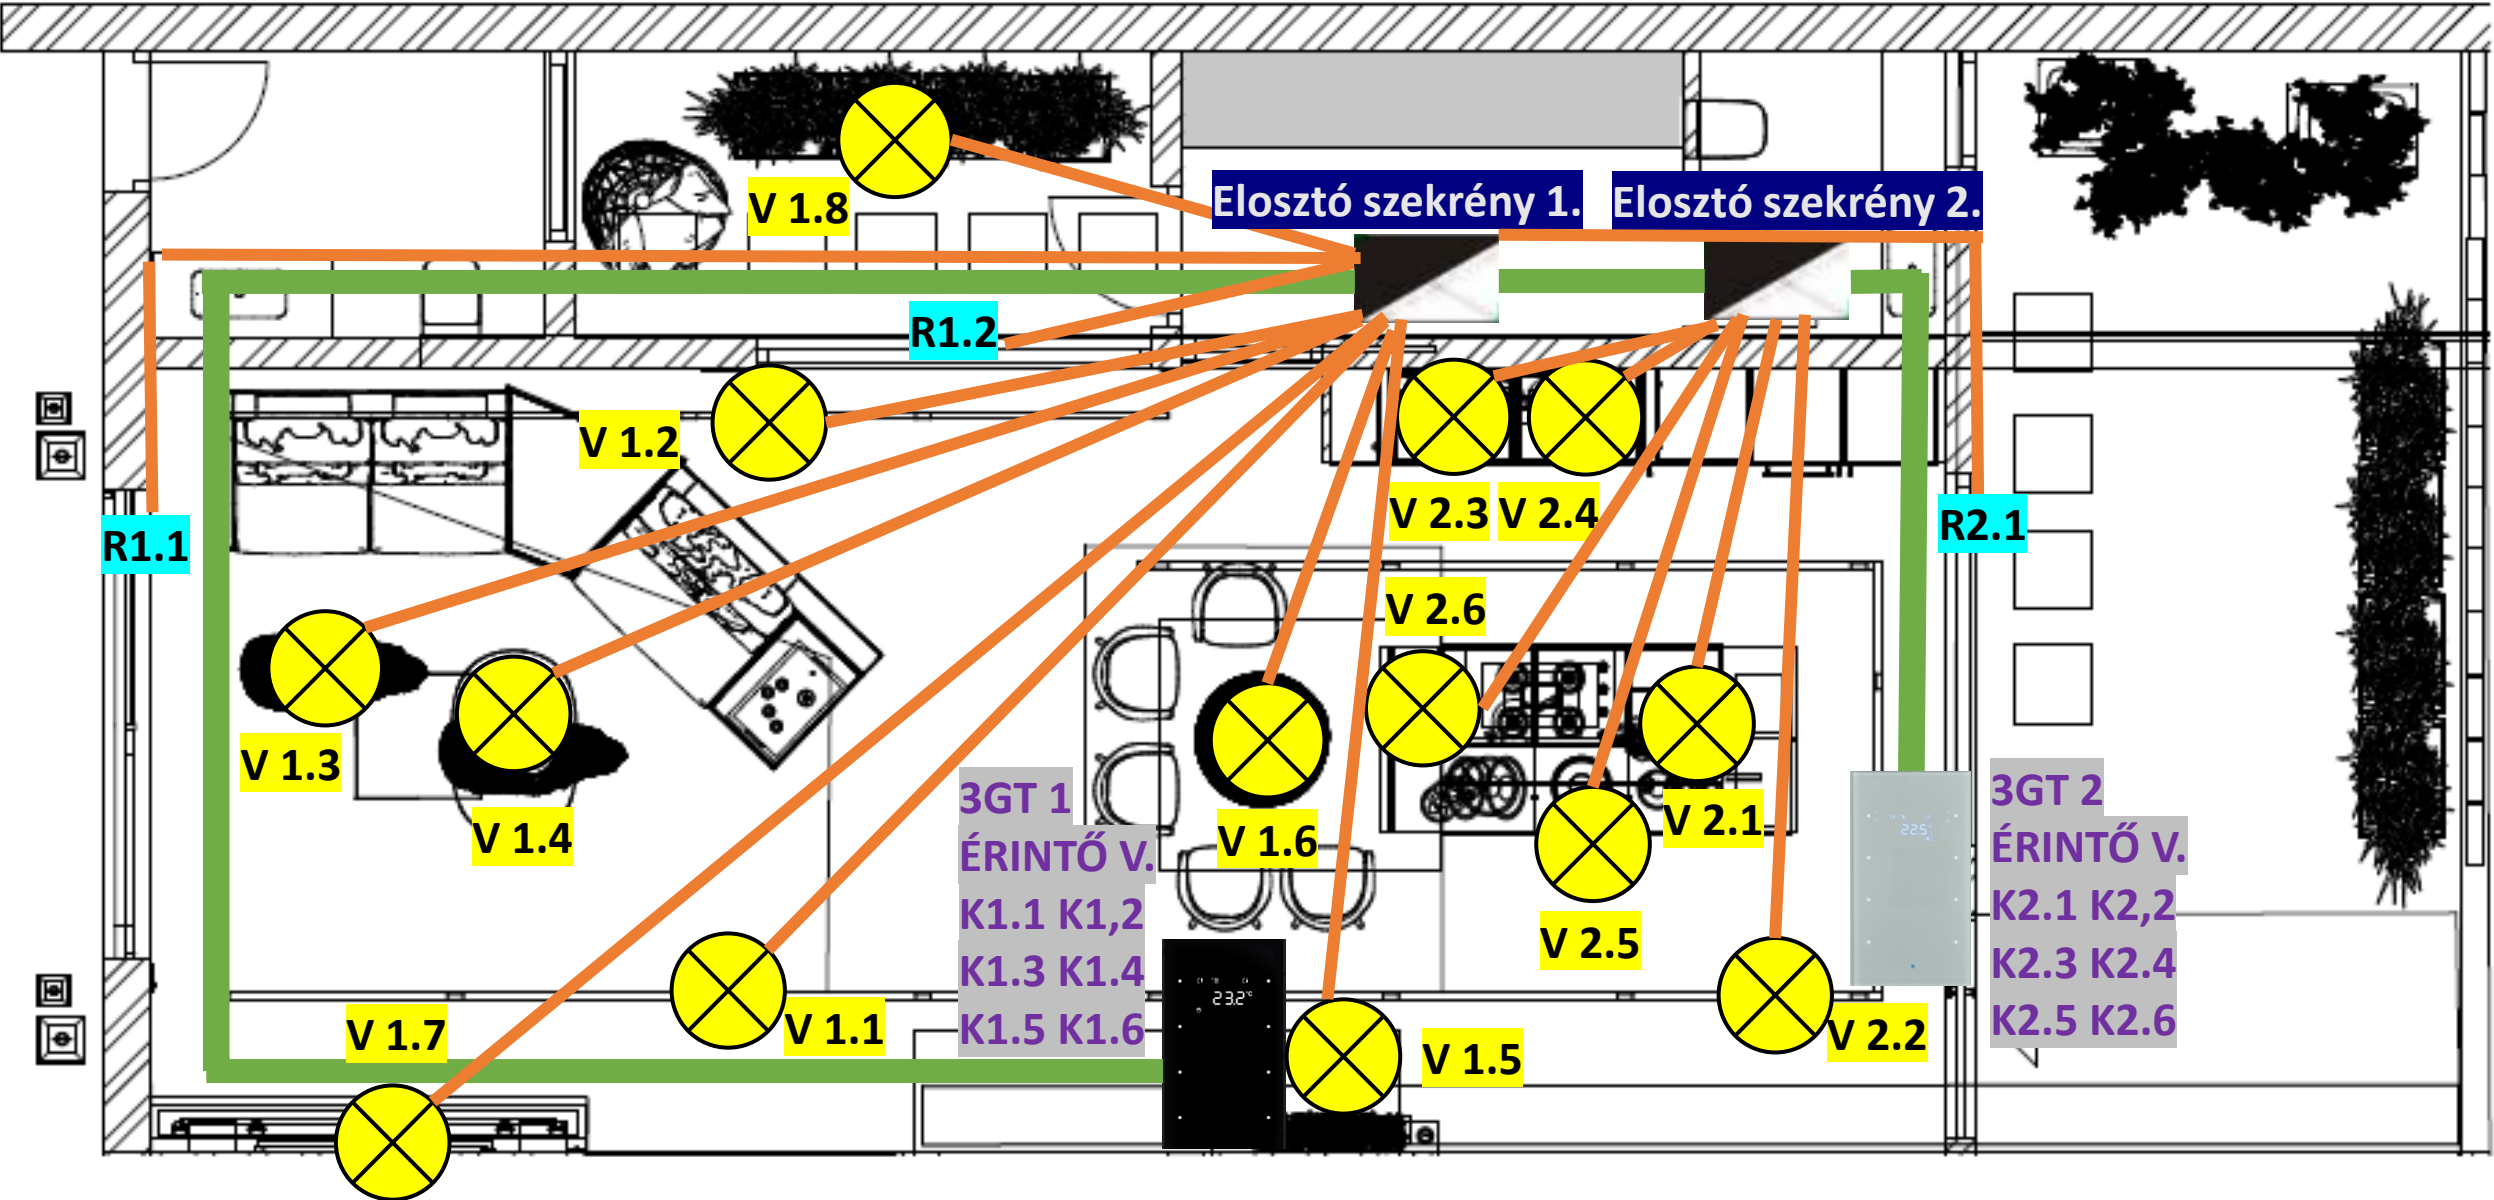 V 1.8
Elosztó szekrény 1.
Elosztó szekrény 2.
R1.2
V 1.2
V 2.3
V 2.4
R1.1
R2.1
V 2.6
V 1.3
V 1.4
V 1.6
V 2.1
V 2.5
3GT 1
ÉRINTŐ V.
K1.1 K1,2
K1.3 K1.4
K1.5 K1.6
3GT 2
ÉRINTŐ V.
K2.1 K2,2
K2.3 K2.4
K2.5 K2.6
22.5
23.2°C
V 1.7
V 1.1
V 1.5
V 2.2